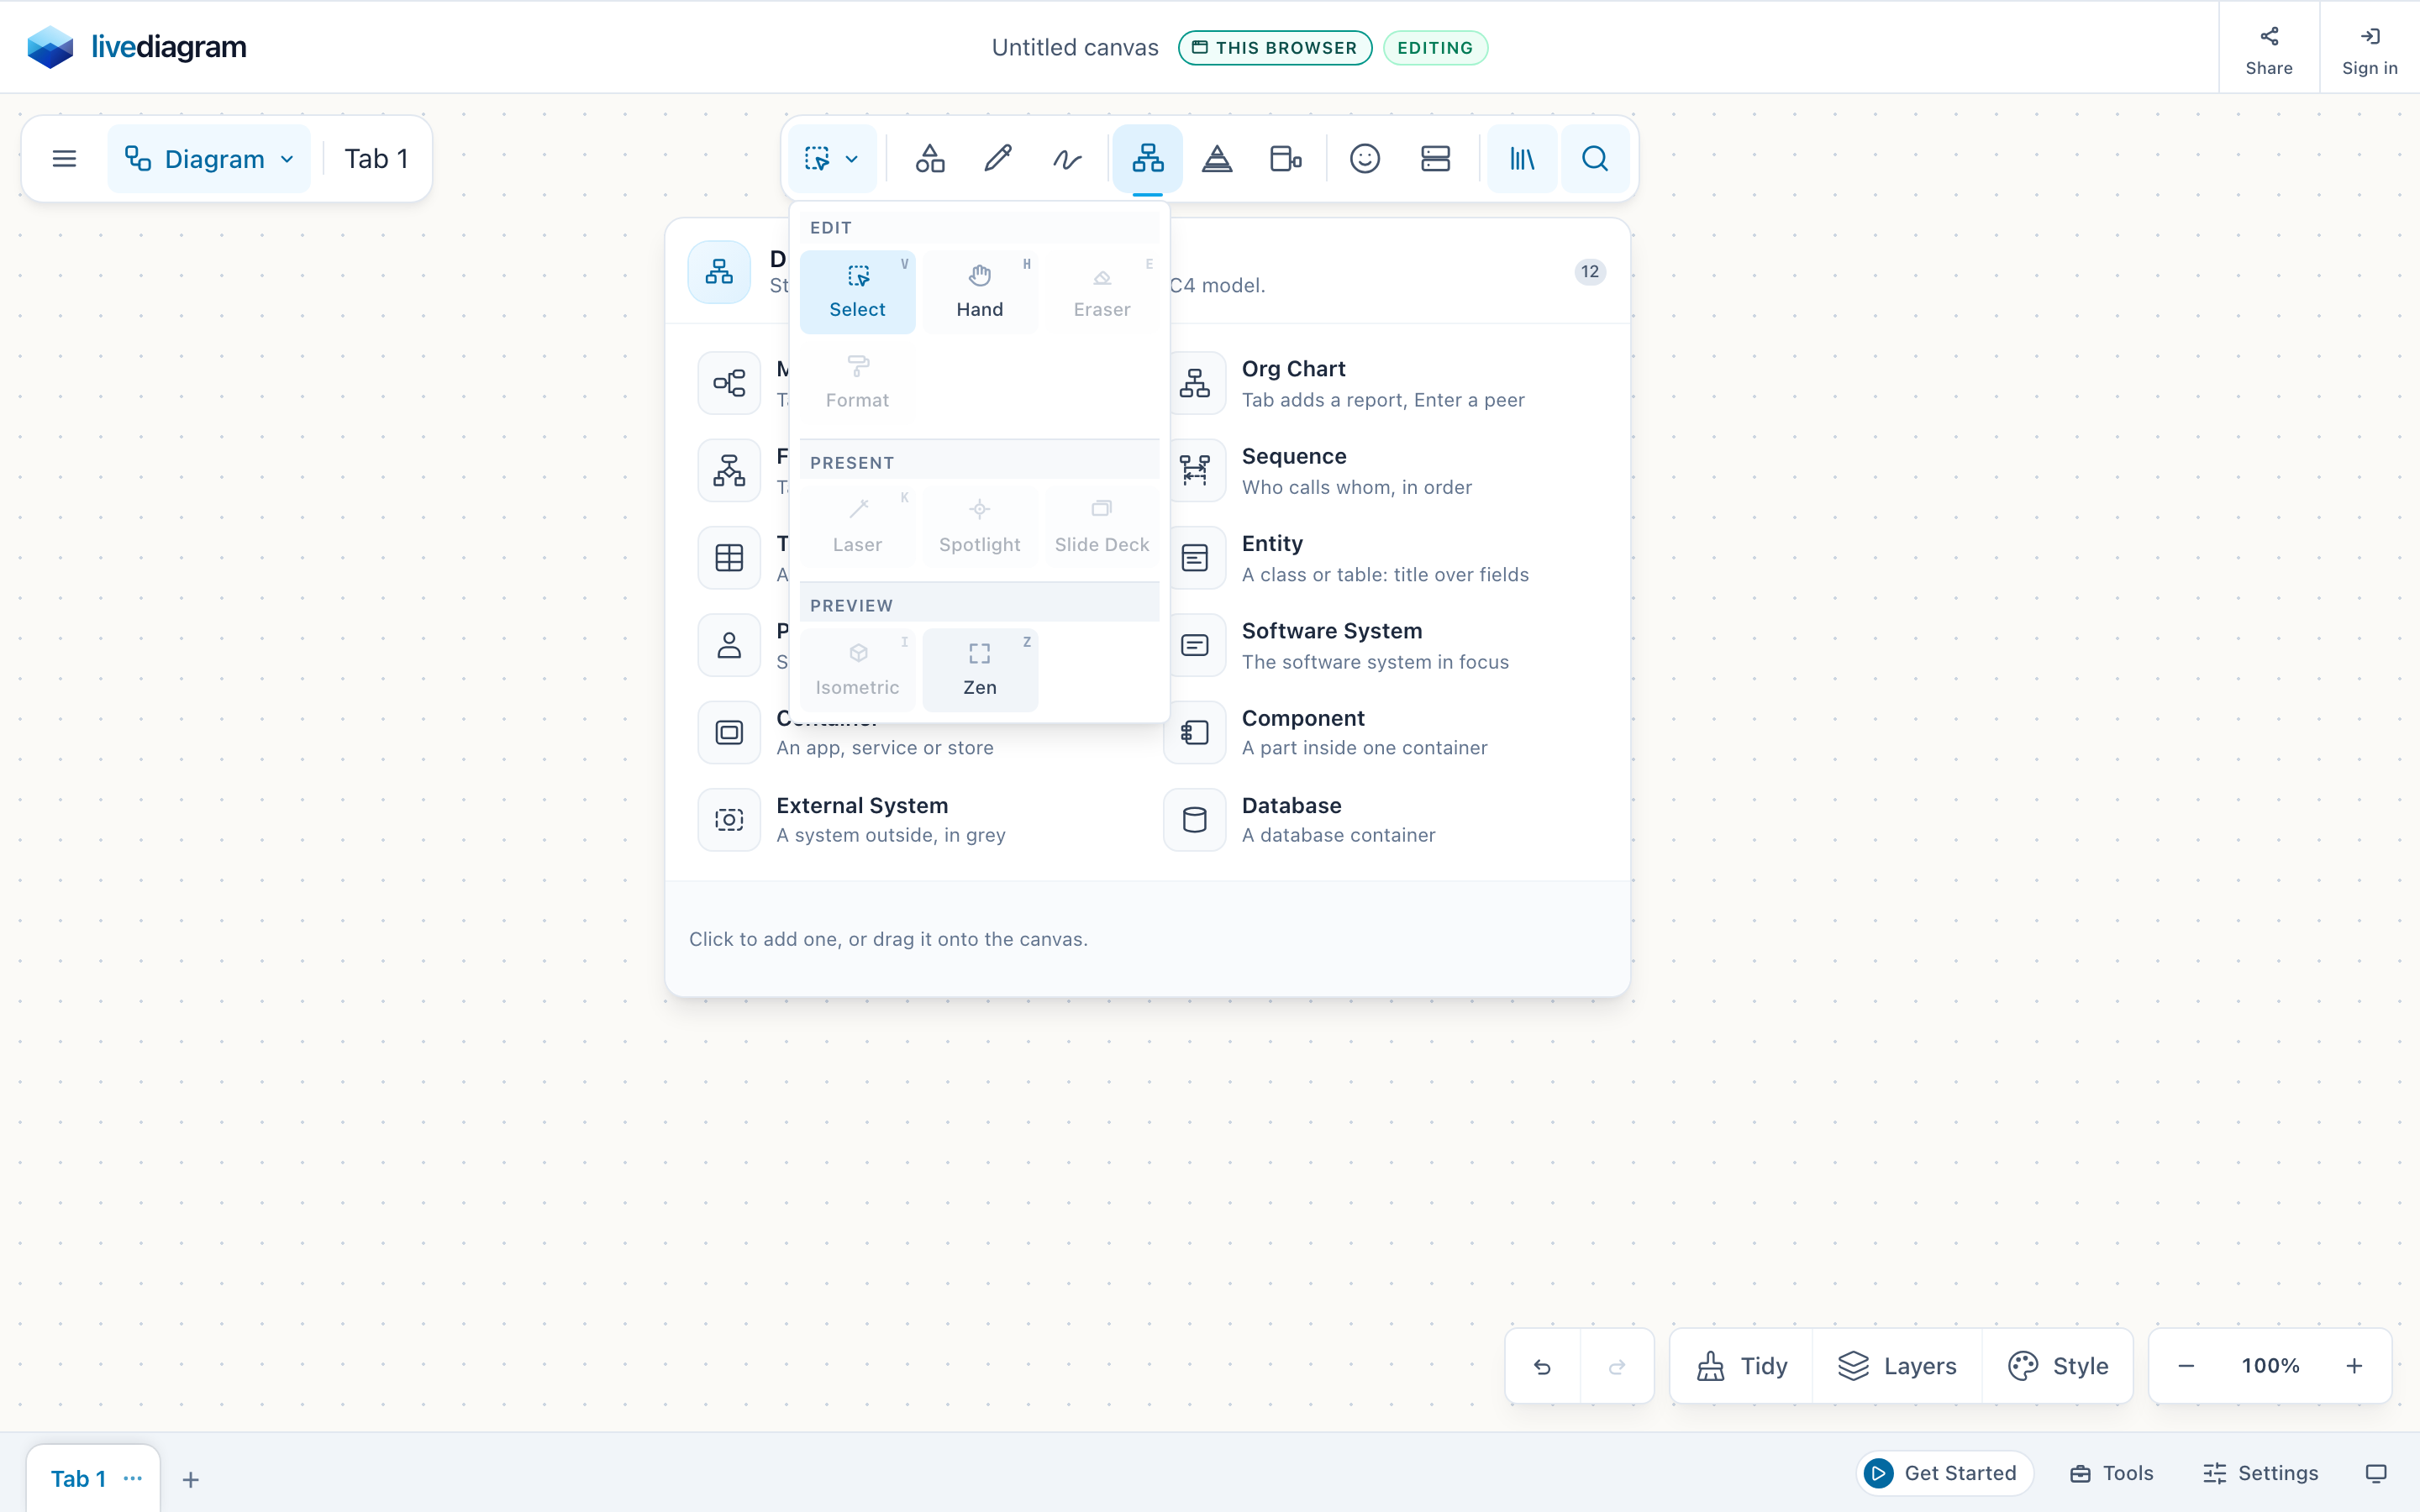 livediagram
Untitled canvas
THIS BROWSER
EDITING
Share
Sign in
Diagram
Tab 1
EDIT
V
Select
H
Hand
E
Eraser
Format
PRESENT
K
Laser
Spotlight
Slide Deck
PREVIEW
I
Isometric
Z
Zen
C4 model.
12
Org Chart
Tab adds a report, Enter a peer
Sequence
Who calls whom, in order
Entity
A class or table: title over fields
Software System
The software system in focus
An app, service or store
Component
A part inside one container
External System
A system outside, in grey
Database
A database container
Click to add one, or drag it onto the canvas.
Tidy
Layers
Style
100%
Tab 1
Get Started
Tools
Settings